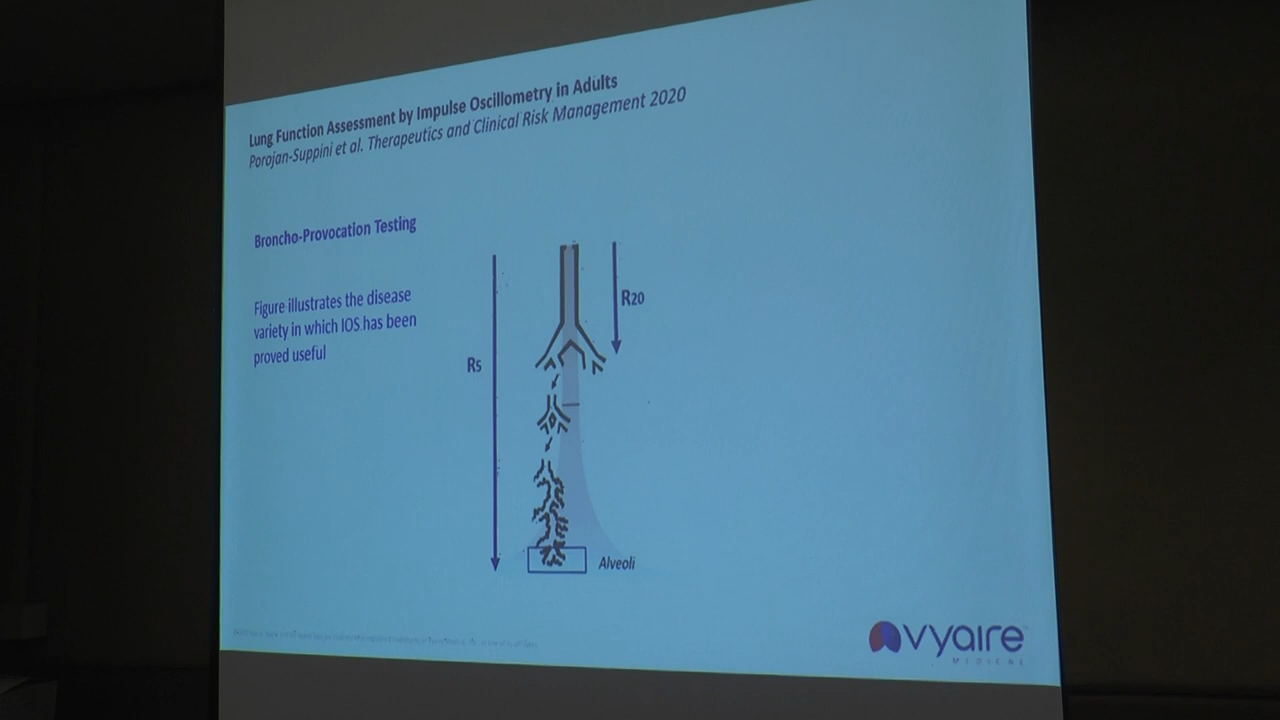 Lung Function Assessment by Impulse Oscillometry in Adults
Porojan-Suppini et al. Therapeutics and Clinical Risk Management 2020
Broncho-Provocation Testing
Figure illustrates the disease
variety in which IOS has been
proved useful
R20
R5
Alveoli
vyaire
MEDICAL